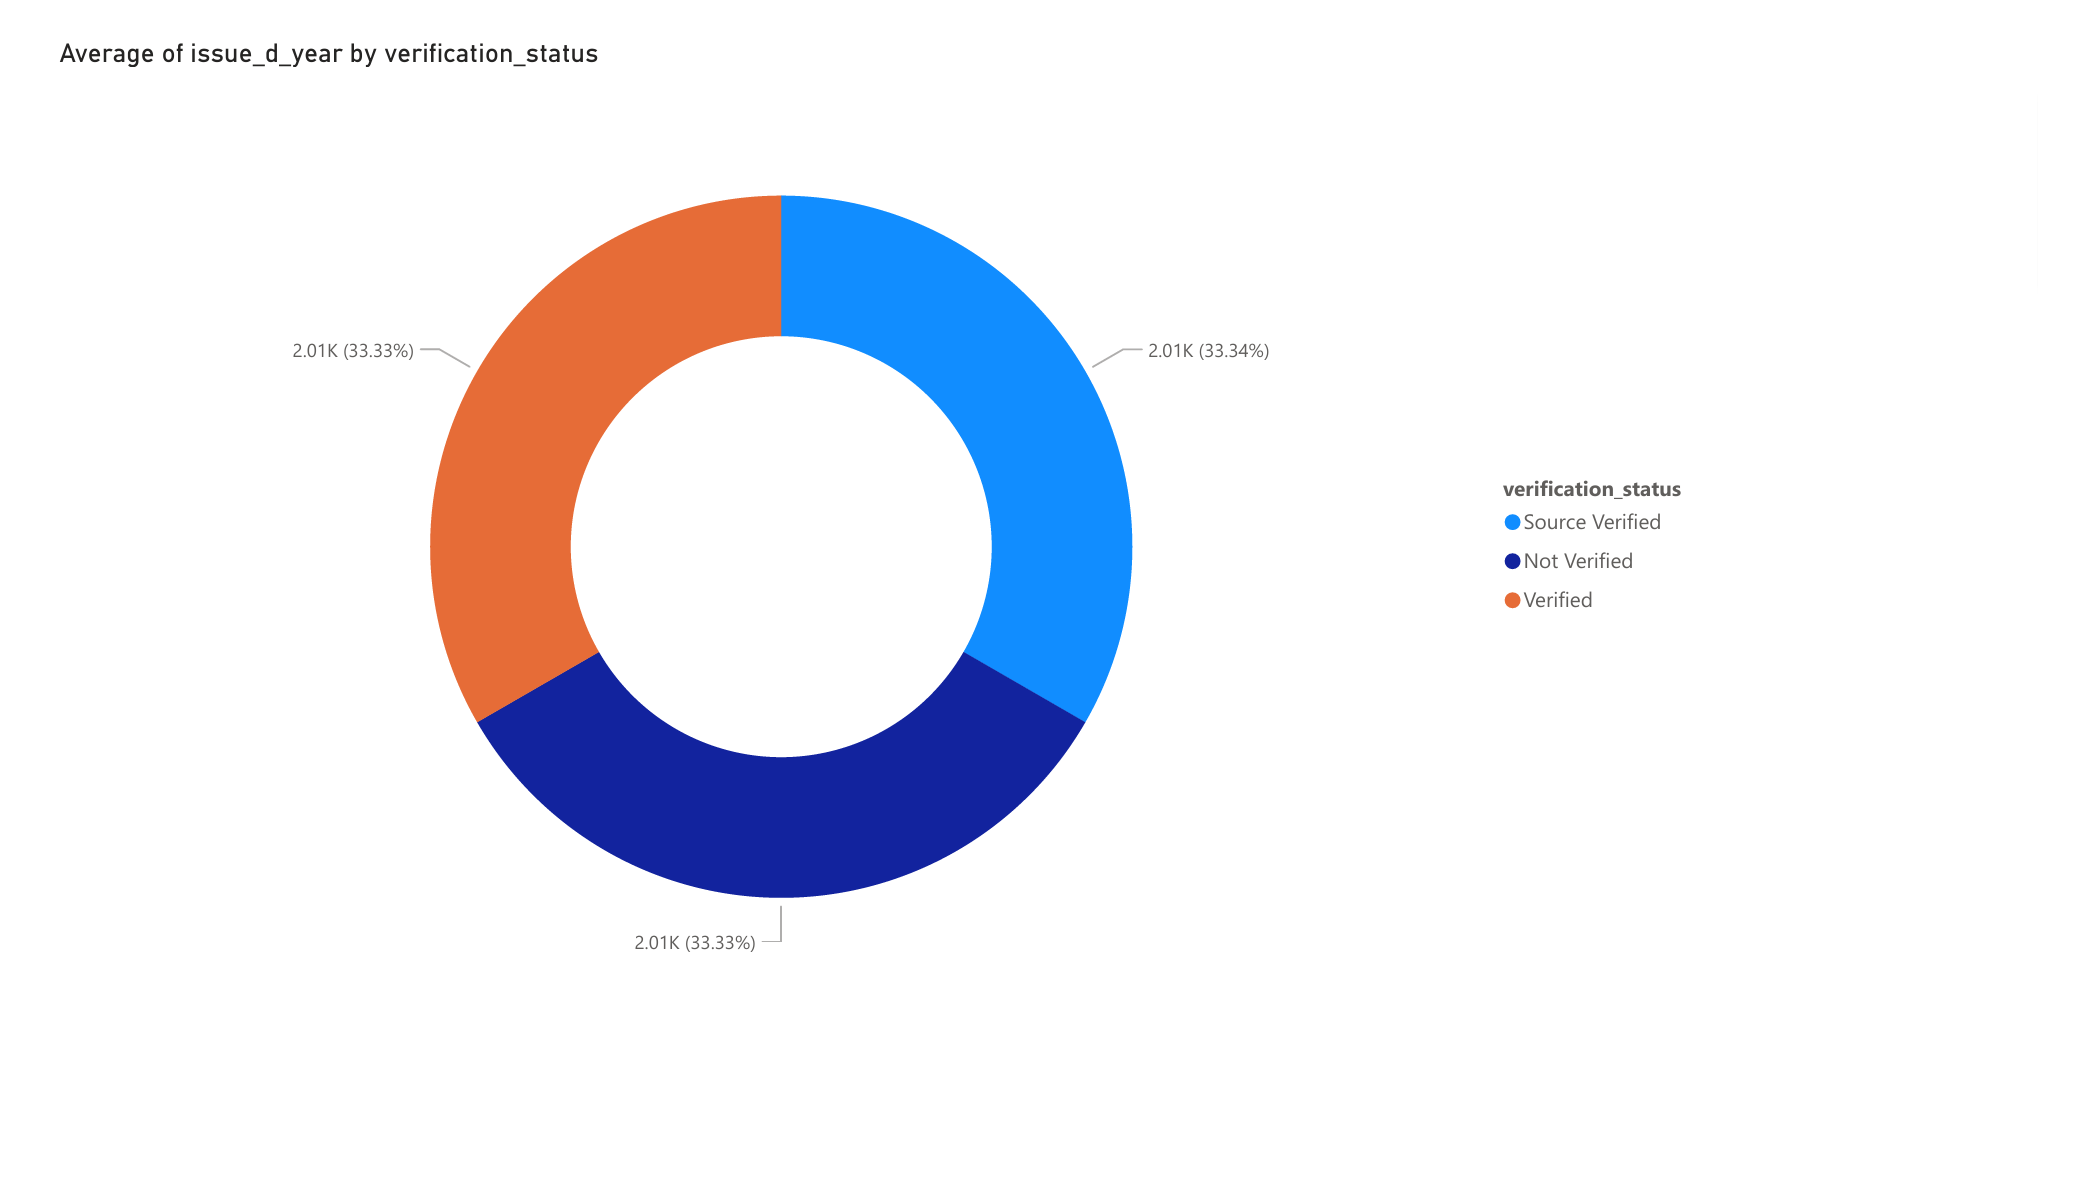 Average of issue_d_year by verification_status
2.01K (33.33%)
2.01K (33.34%)
verification_status
Source Verified
Not Verified
Verified
2.01K (33.33%)